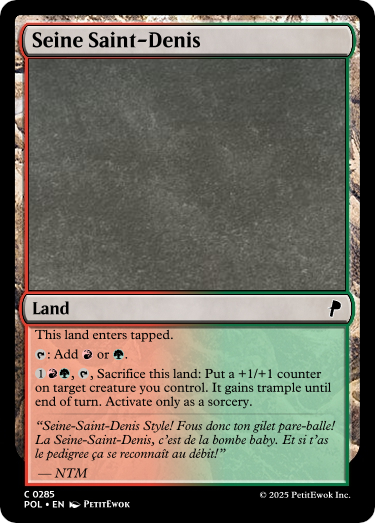 Seine Saint-Denis
Land
This land enters tapped.
: Add or .
1 , , Sacrifice this land: Put a +1/+1 counter
on target creature you control. It gains trample until
end of turn. Activate only as a sorcery.
“Seine-Saint-Denis Style! Fous donc ton gilet pare-balle!
La Seine-Saint-Denis, c'est de la bombe baby. Et si t'as
le pedigree ça se reconnaît au débit!”
— NTM
C 0285
POL • EN PetitEwok
© 2025 PetitEwok Inc.